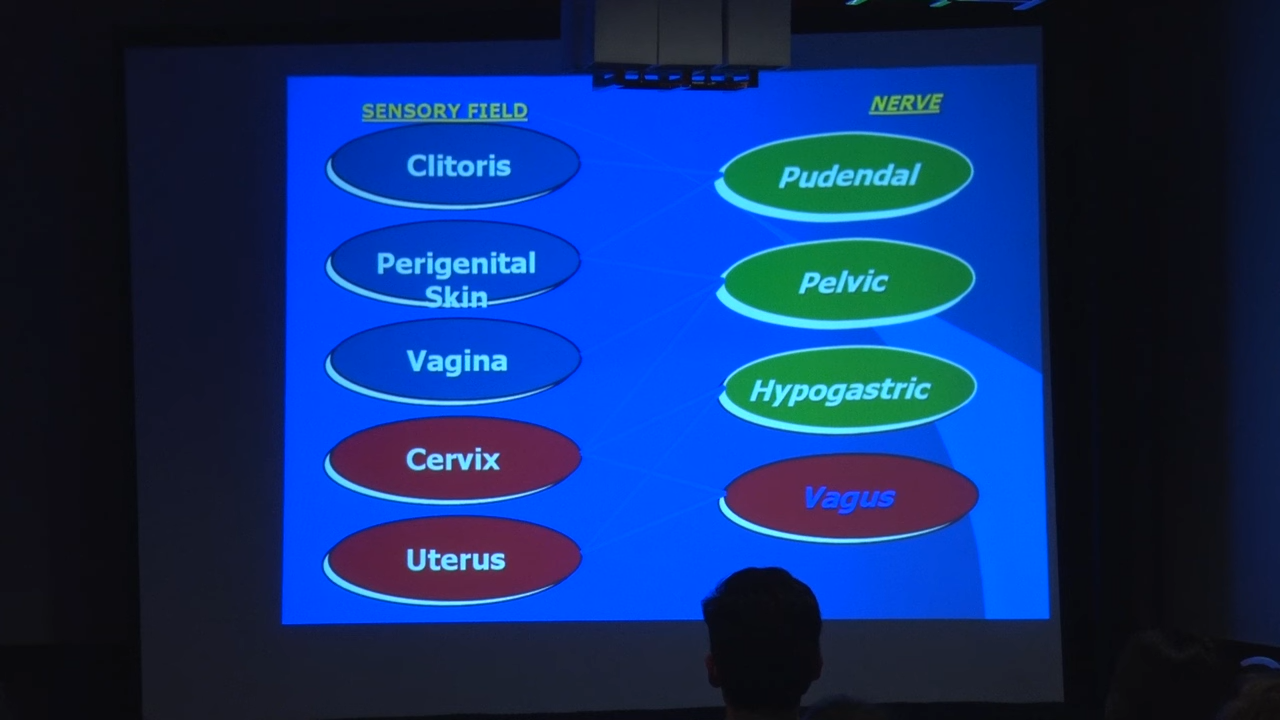 SENSORY FIELD
NERVE
Clitoris
Pudendal
Perigenital
Skin
Pelvic
Vagina
Hypogastric
Cervix
Vagus
Uterus